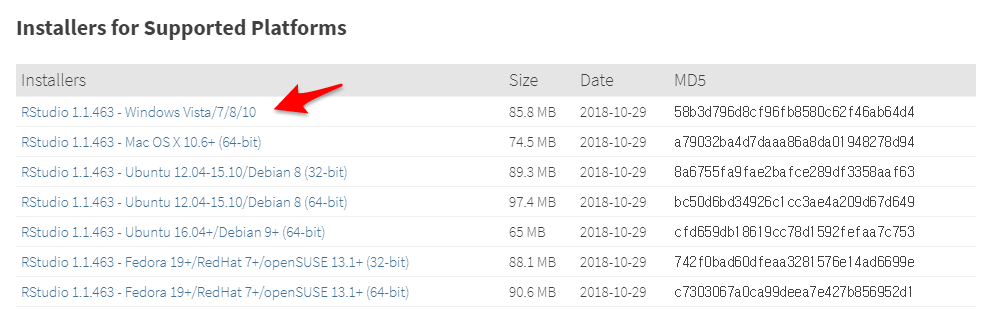 Installers for Supported Platforms
Installers Size Date MD5
RStudio 1.1.463 - Windows Vista/7/8/10 85.8 MB 2018-10-29 58b3d796d8cf96fb8580c62f46ab64d4
RStudio 1.1.463 - Mac OS X 10.6+ (64-bit) 74.5 MB 2018-10-29 a79032ba4d7daaa86a8da01948278d94
RStudio 1.1.463 - Ubuntu 12.04-15.10/Debian 8 (32-bit) 89.3 MB 2018-10-29 8a6755fa9fae2bafce289df3358aaf63
RStudio 1.1.463 - Ubuntu 12.04-15.10/Debian 8 (64-bit) 97.4 MB 2018-10-29 bc50d6bd34926c1cc3ae4a209d67d649
RStudio 1.1.463 - Ubuntu 16.04+/Debian 9+ (64-bit) 65 MB 2018-10-29 cfd659db18619cc78d1592fefaa7c753
RStudio 1.1.463 - Fedora 19+/RedHat 7+/openSUSE 13.1+ (32-bit) 88.1 MB 2018-10-29 742f0bad60dfeaa3281576e14ad6699e
RStudio 1.1.463 - Fedora 19+/RedHat 7+/openSUSE 13.1+ (64-bit) 90.6 MB 2018-10-29 c7303067a0ca99deea7e427b856952d1